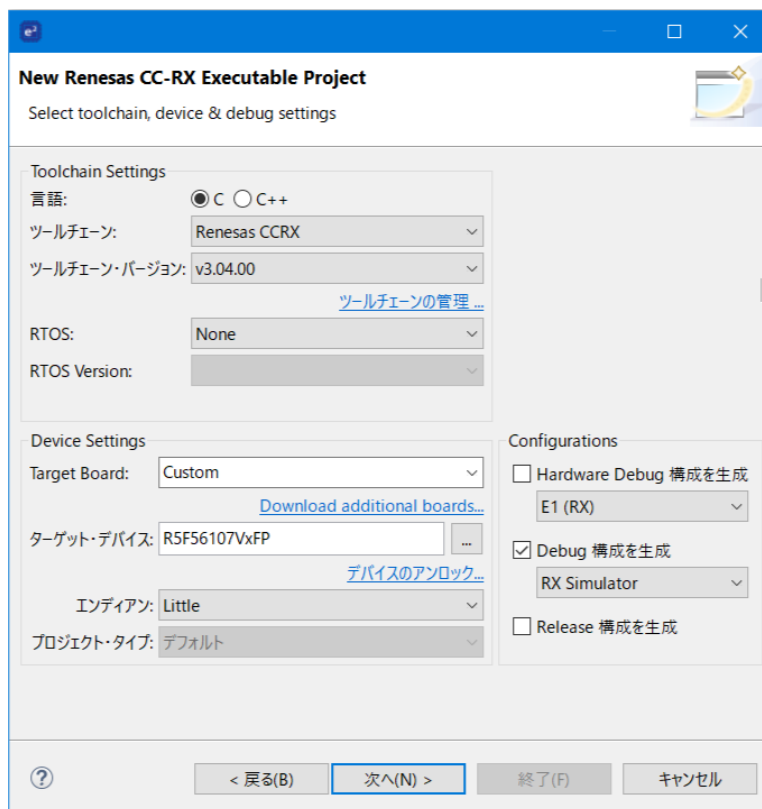 e²
New Renesas CC-RX Executable Project
Select toolchain, device & debug settings
Toolchain Settings
言語: C C++
ツールチェーン: Renesas CCRX
ツールチェーン・バージョン: v3.04.00
ツールチェーンの管理 ...
RTOS: None
RTOS Version:
Device Settings
Target Board: Custom
Download additional boards...
ターゲット・デバイス: R5F56107VxFP ...
デバイスのアンロック...
エンディアン: Little
プロジェクト・タイプ: デフォルト
Configurations
Hardware Debug 構成を生成
E1 (RX)
Debug 構成を生成
RX Simulator
Release 構成を生成
? < 戻る(B) 次へ(N) > 終了(F) キャンセル